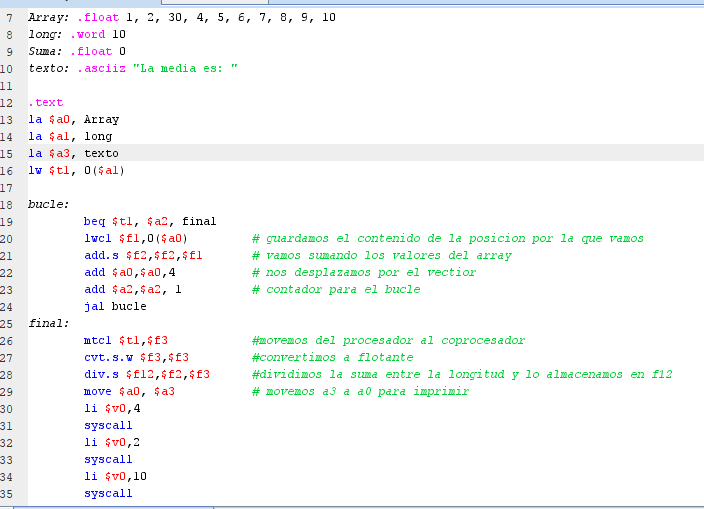 7 Array: .float 1, 2, 30, 4, 5, 6, 7, 8, 9, 10
8 long: .word 10
9 Suma: .float 0
10 texto: .asciiz "La media es: "
11
12 .text
13 la $a0, Array
14 la $a1, long
15 la $a3, texto
16 lw $t1, 0($a1)
17
18 bucle:
19 beq $t1, $a2, final
20 lwc1 $f1,0($a0) # guardamos el contenido de la posicion por la que vamos
21 add.s $f2,$f2,$f1 # vamos sumando los valores del array
22 add $a0,$a0,4 # nos desplazamos por el vectior
23 add $a2,$a2, 1 # contador para el bucle
24 jal bucle
25 final:
26 mtc1 $t1,$f3 #movemos del procesador al coprocesador
27 cvt.s.w $f3,$f3 #convertimos a flotante
28 div.s $f12,$f2,$f3 #dividimos la suma entre la longitud y lo almacenamos en f12
29 move $a0, $a3 # movemos a3 a a0 para imprimir
30 li $v0,4
31 syscall
32 li $v0,2
33 syscall
34 li $v0,10
35 syscall